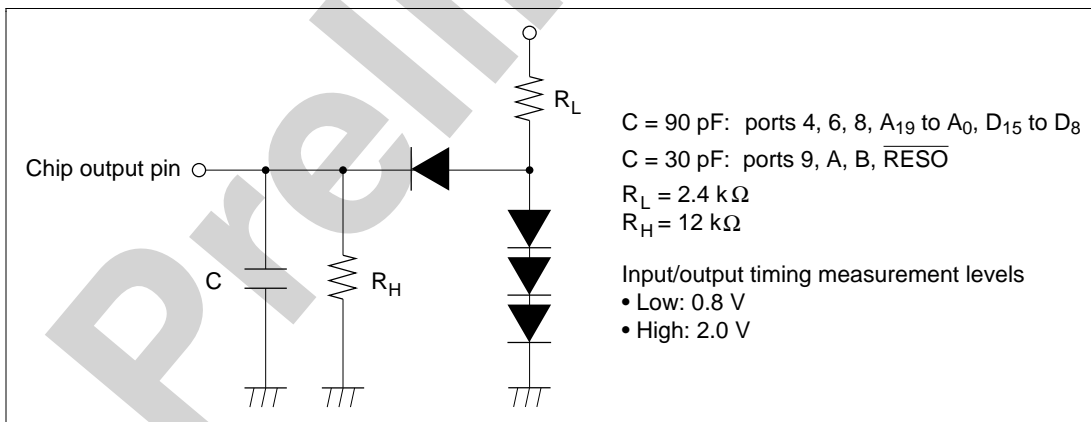 Preli
R_L
Chip output pin
C
R_H
C = 90 pF: ports 4, 6, 8, A₁₉ to A₀, D₁₅ to D₈
C = 30 pF: ports 9, A, B, R̅E̅S̅O̅
R_L = 2.4 kΩ
R_H = 12 kΩ
Input/output timing measurement levels
• Low: 0.8 V
• High: 2.0 V